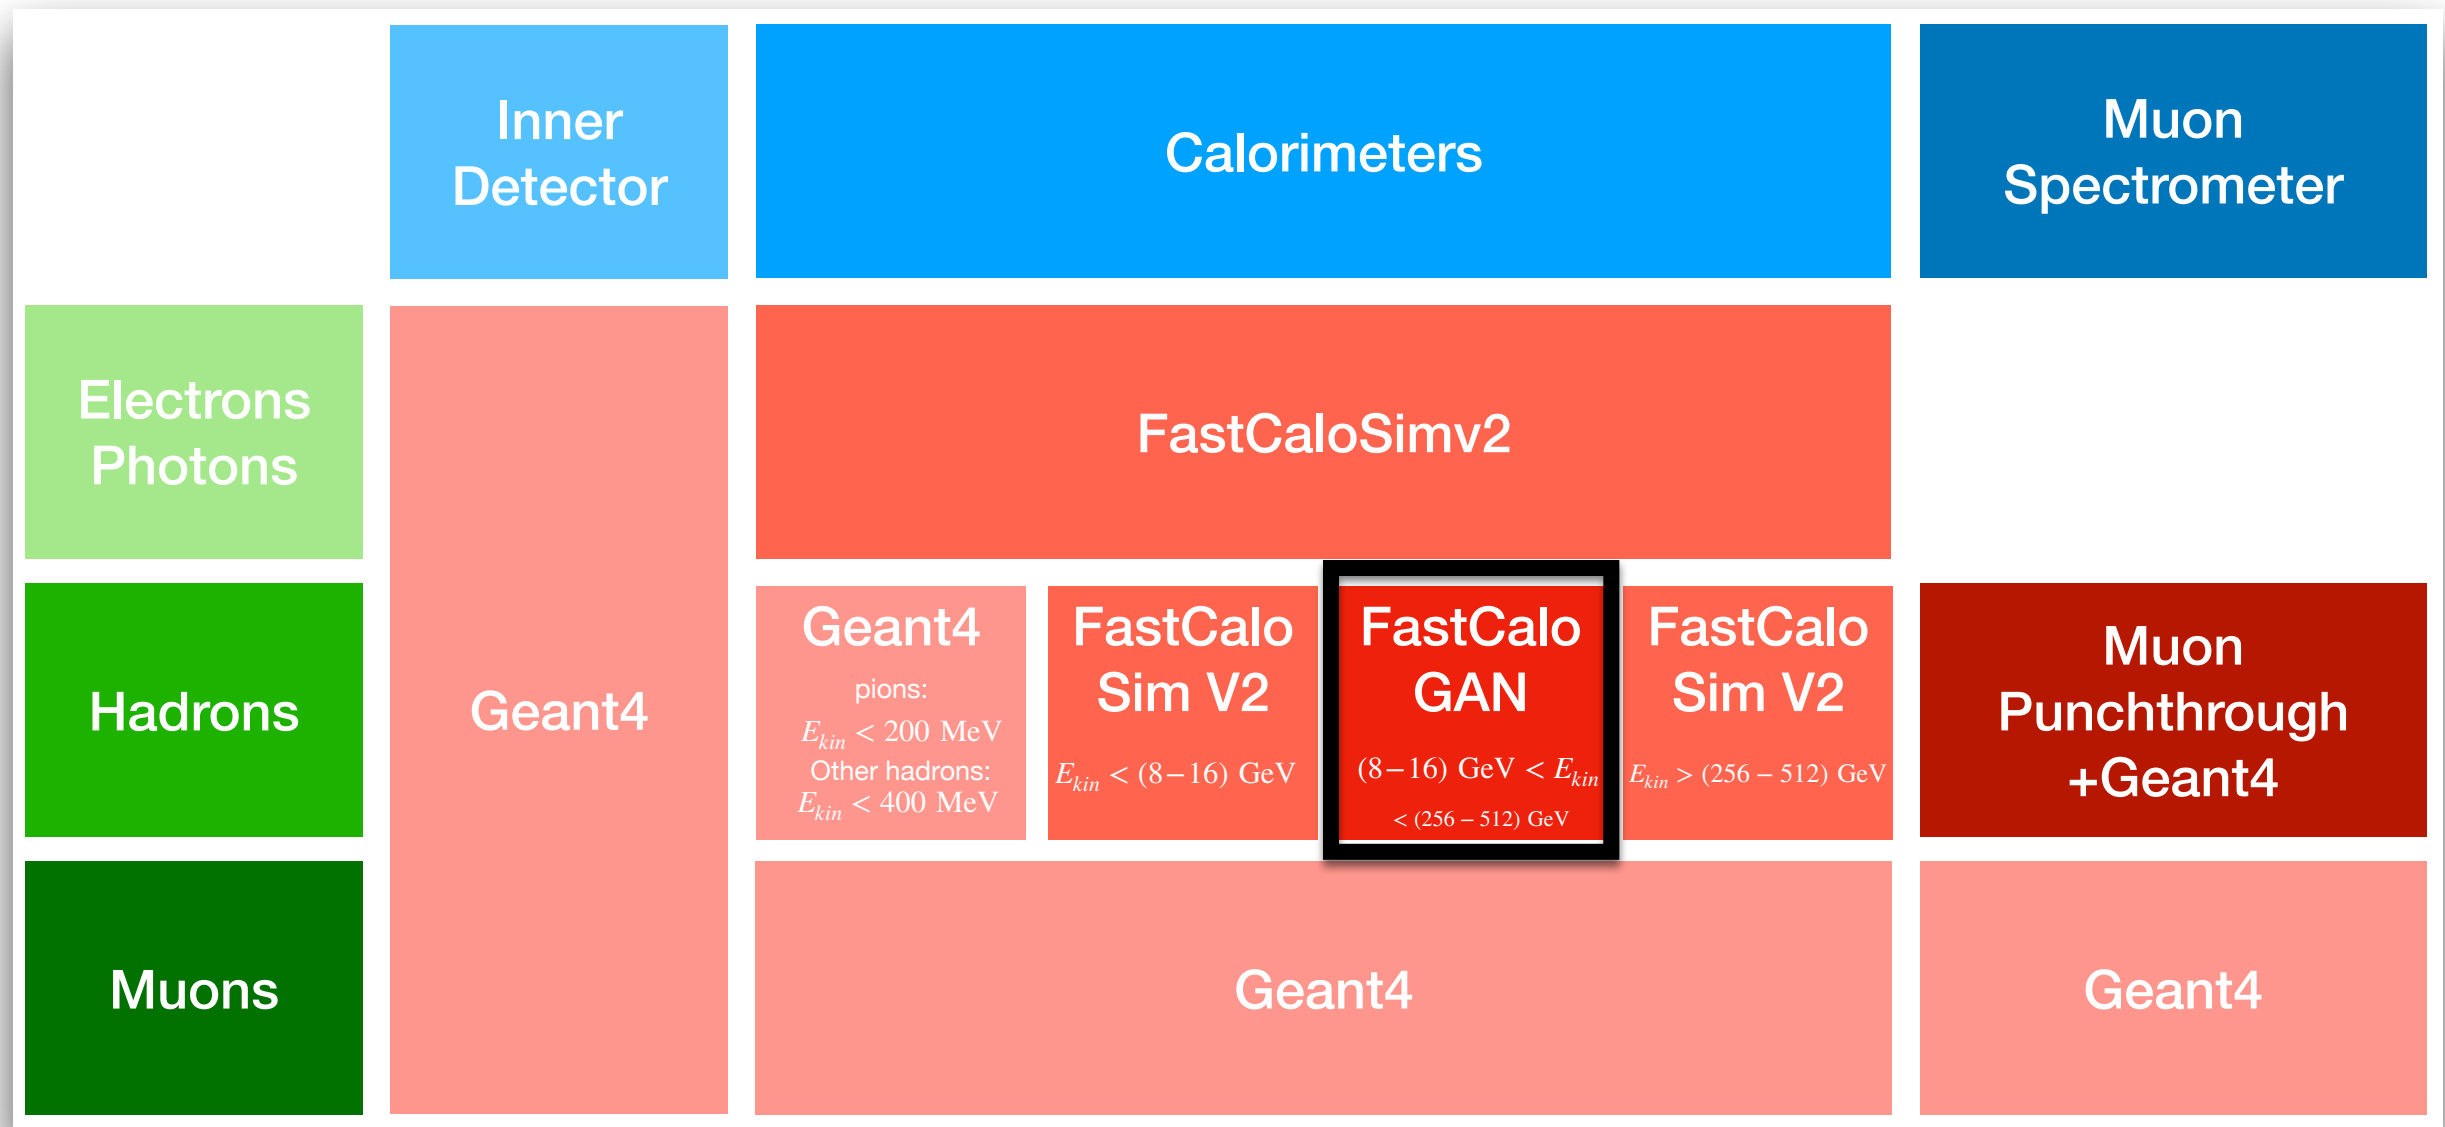 Inner
Detector
Calorimeters
Muon
Spectrometer
Electrons
Photons
FastCaloSimv2
Hadrons
Geant4
Geant4
pions:
E_kin < 200 MeV
Other hadrons:
E_kin < 400 MeV
FastCalo
Sim V2
E_kin < (8−16) GeV
FastCalo
GAN
(8−16) GeV < E_kin
< (256 − 512) GeV
FastCalo
Sim V2
E_kin > (256 − 512) GeV
Muon
Punchthrough
+Geant4
Muons
Geant4
Geant4